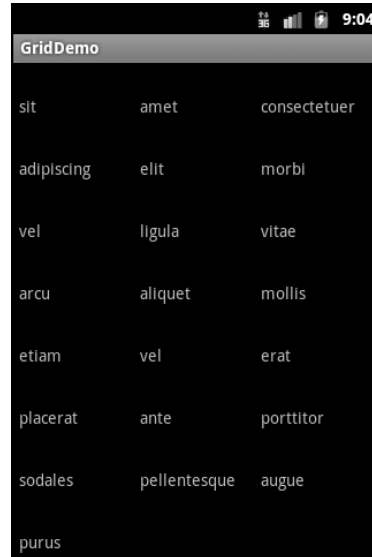 3G 9:04
GridDemo
sit amet consectetuer
adipiscing elit morbi
vel ligula vitae
arcu aliquet mollis
etiam vel erat
placerat ante porttitor
sodales pellentesque augue
purus